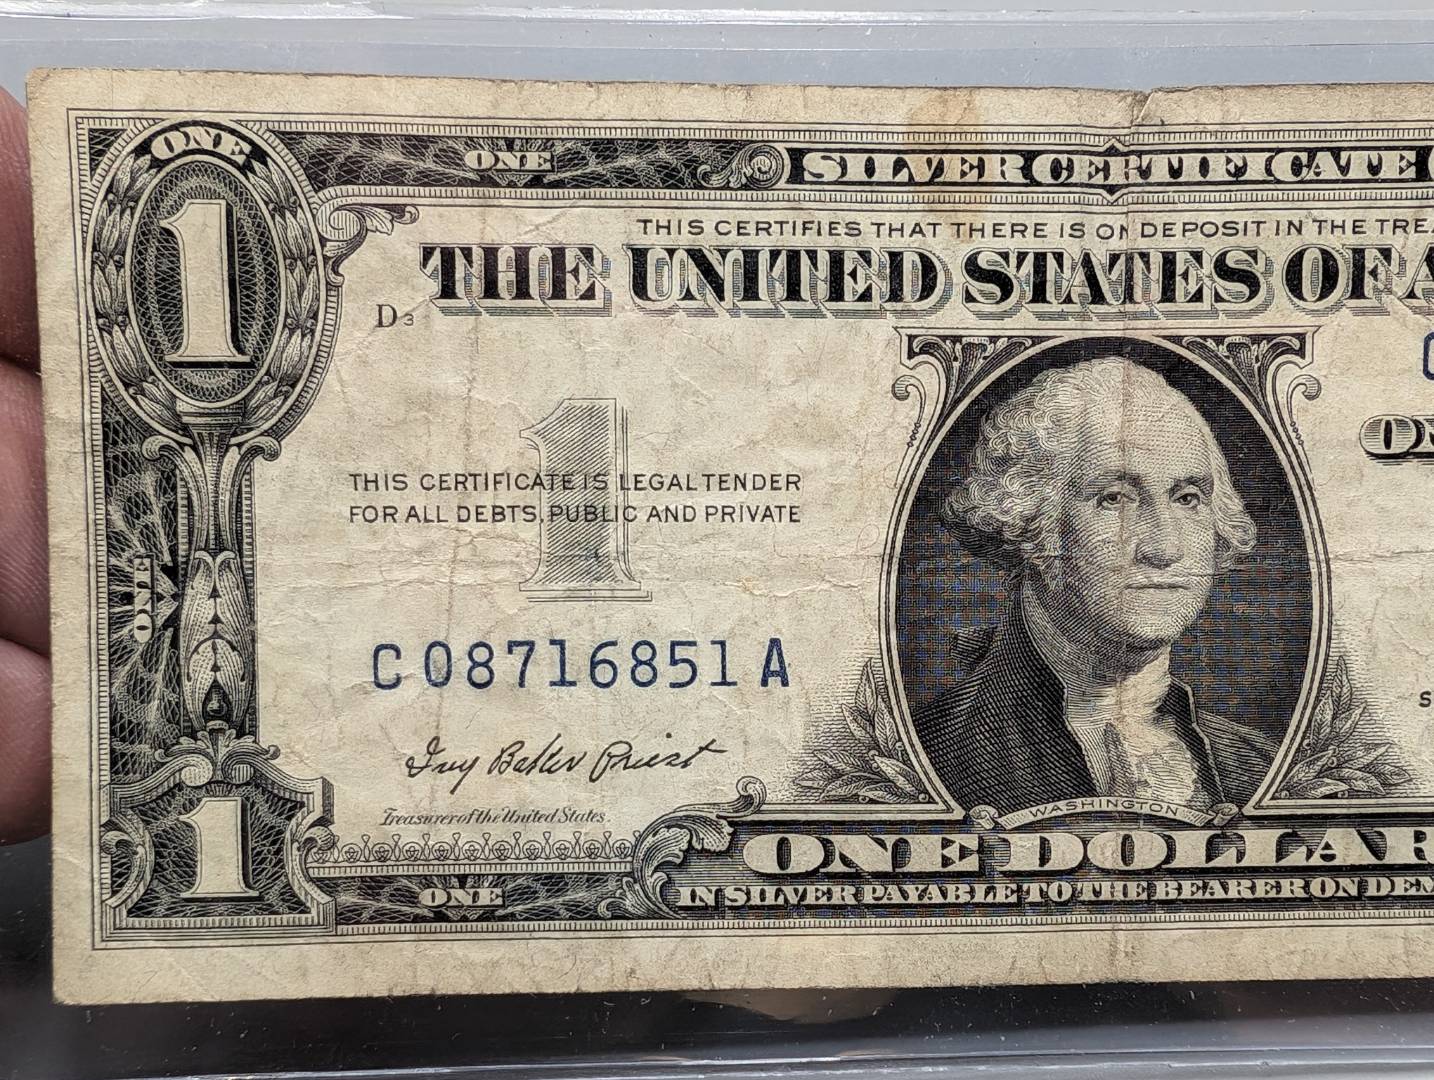 ONE
ONE
SILVER CERTIFICATE
1
THIS CERTIFIES THAT THERE IS ON DEPOSIT IN THE
THE UNITED STATES OF
D3
1
THIS CERTIFICATE IS LEGAL TENDER
FOR ALL DEBTS, PUBLIC AND PRIVATE
ONE
C 08716851 A
Ivy Baker Priest
Treasurer of the United States.
WASHINGTON
1
ONE DOLLAR
ONE
IN SILVER PAYABLE TO THE BEARER ON